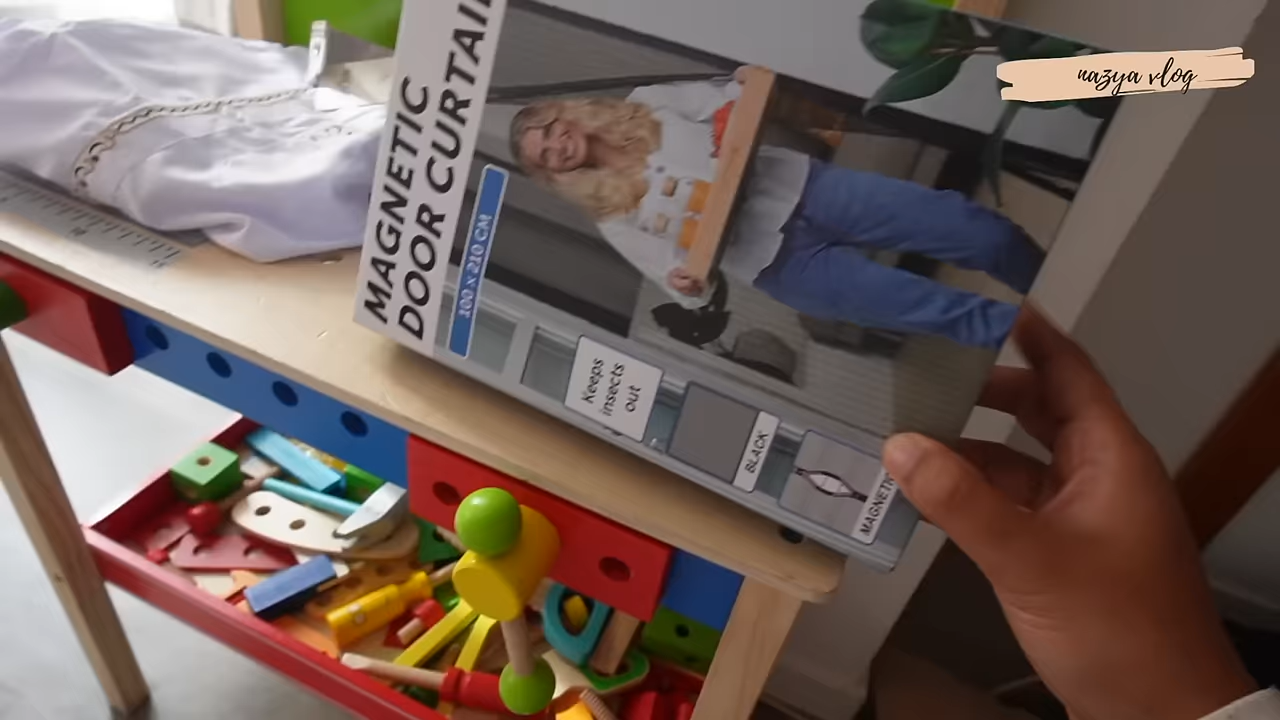 nazya vlog
MAGNETIC
DOOR CURTAIN
100 x 210 CM
Keeps
insects
out
BLACK
MAGNETIC